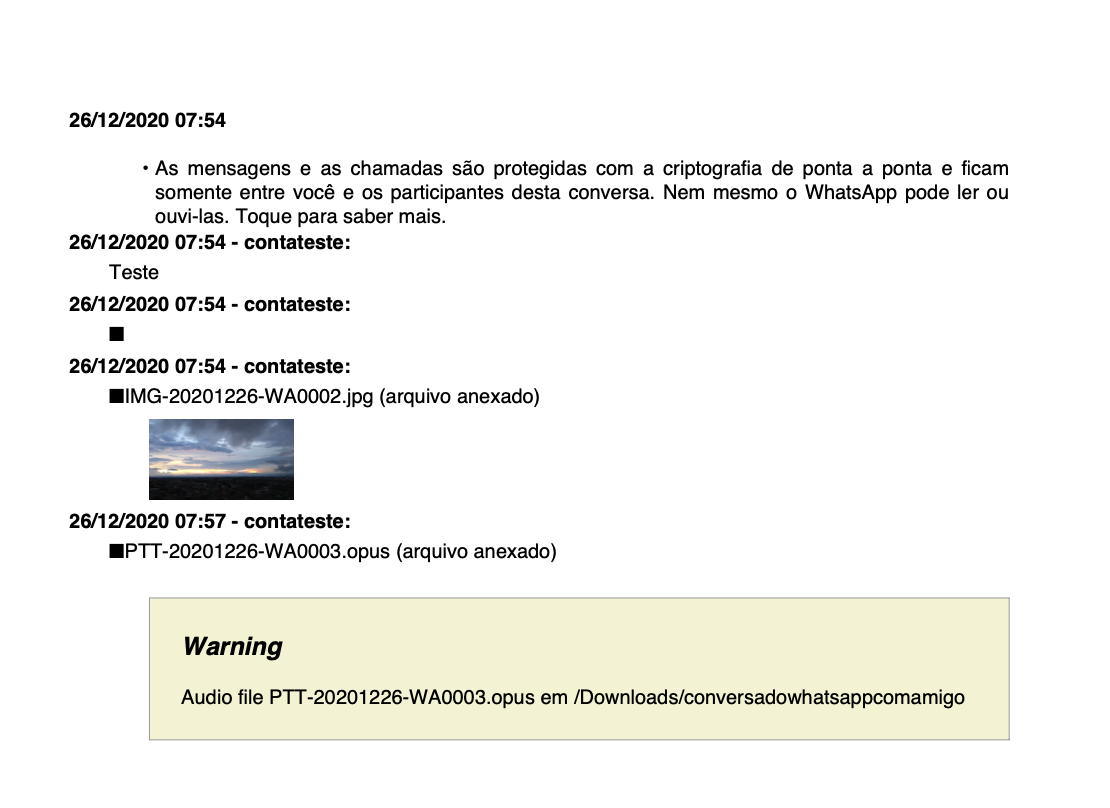 26/12/2020 07:54
• As mensagens e as chamadas são protegidas com a criptografia de ponta a ponta e ficam
somente entre você e os participantes desta conversa. Nem mesmo o WhatsApp pode ler ou
ouvi-las. Toque para saber mais.
26/12/2020 07:54 - contateste:
Teste
26/12/2020 07:54 - contateste:
■
26/12/2020 07:54 - contateste:
■IMG-20201226-WA0002.jpg (arquivo anexado)
26/12/2020 07:57 - contateste:
■PTT-20201226-WA0003.opus (arquivo anexado)
Warning
Audio file PTT-20201226-WA0003.opus em /Downloads/conversadowhatsappcomamigo